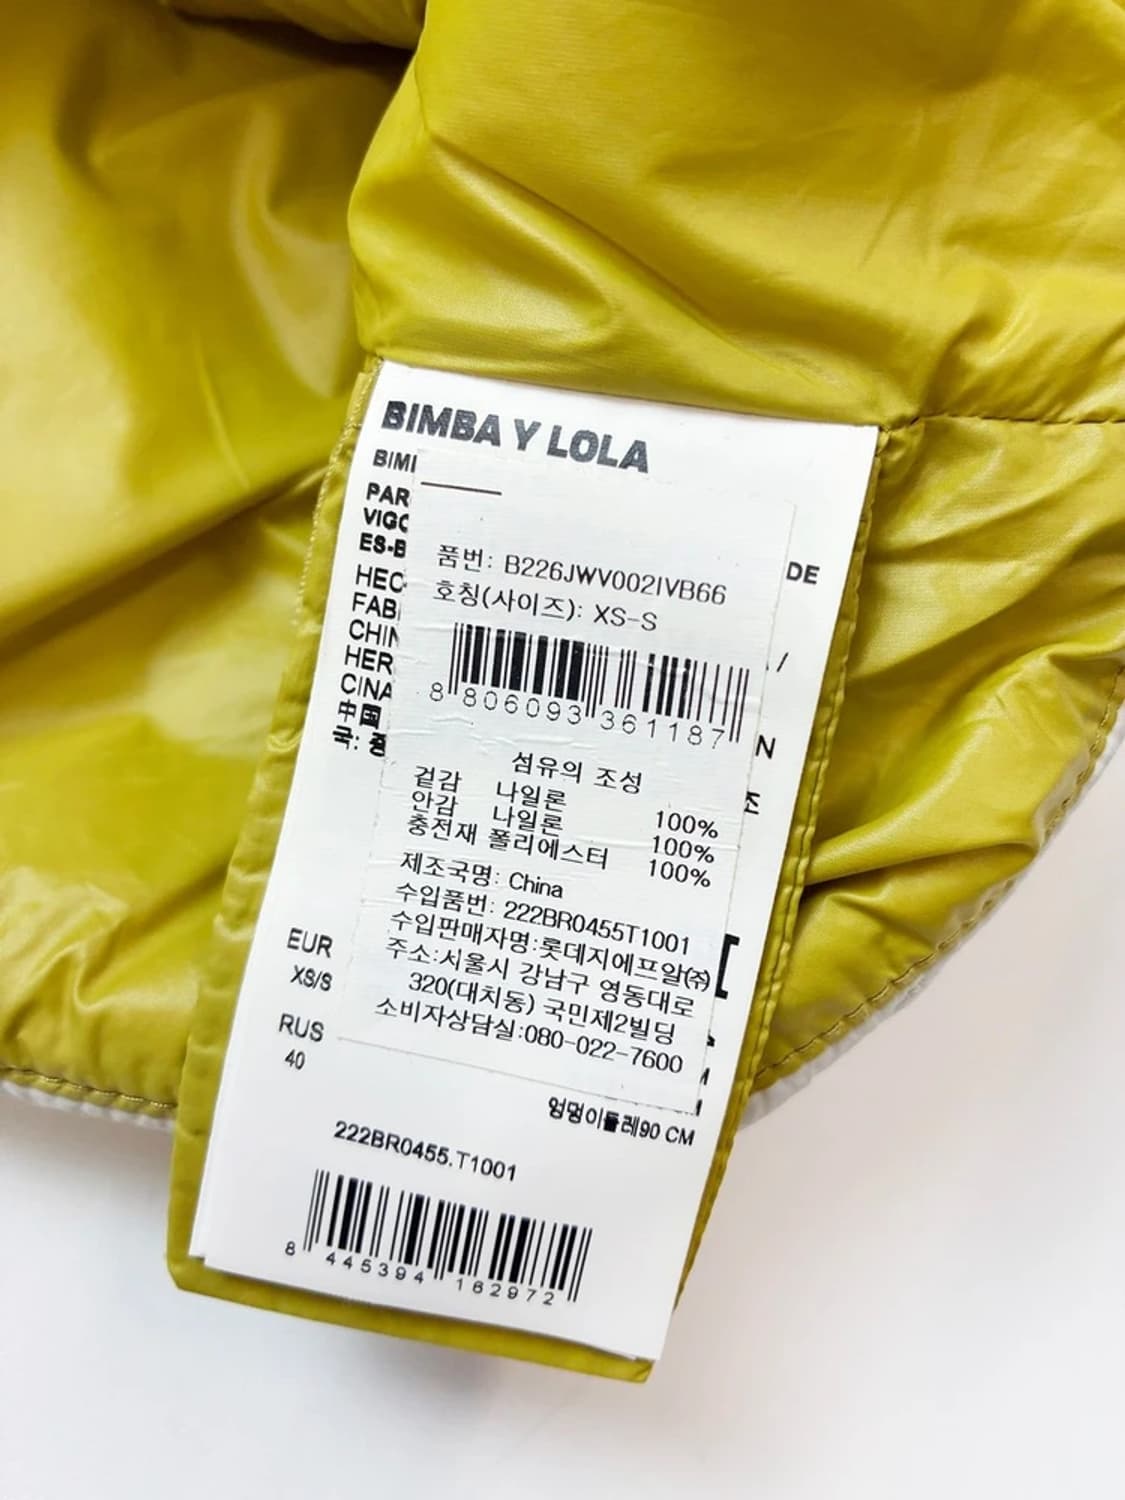 BIMBA Y LOLA
품번: B226JWV002IVB66
호칭(사이즈): XS-S
8 806093 361187
섬유의 조성
겉감 나일론 100%
안감 나일론 100%
충전재 폴리에스터 100%
제조국명: China
수입품번: 222BR0455T1001
수입판매자명:롯데지에프알(주)
주소:서울시 강남구 영동대로
320(대치동) 국민제2빌딩
소비자상담실:080-022-7600
BIMI
PAR
VIGO
ES-B
DE
HEC
FAB
CHIN
HER
CINA
中国
국: 중
N
조
EUR
XS/S
RUS
40
엉덩이둘레90 CM
222BR0455.T1001
8 445394 162972